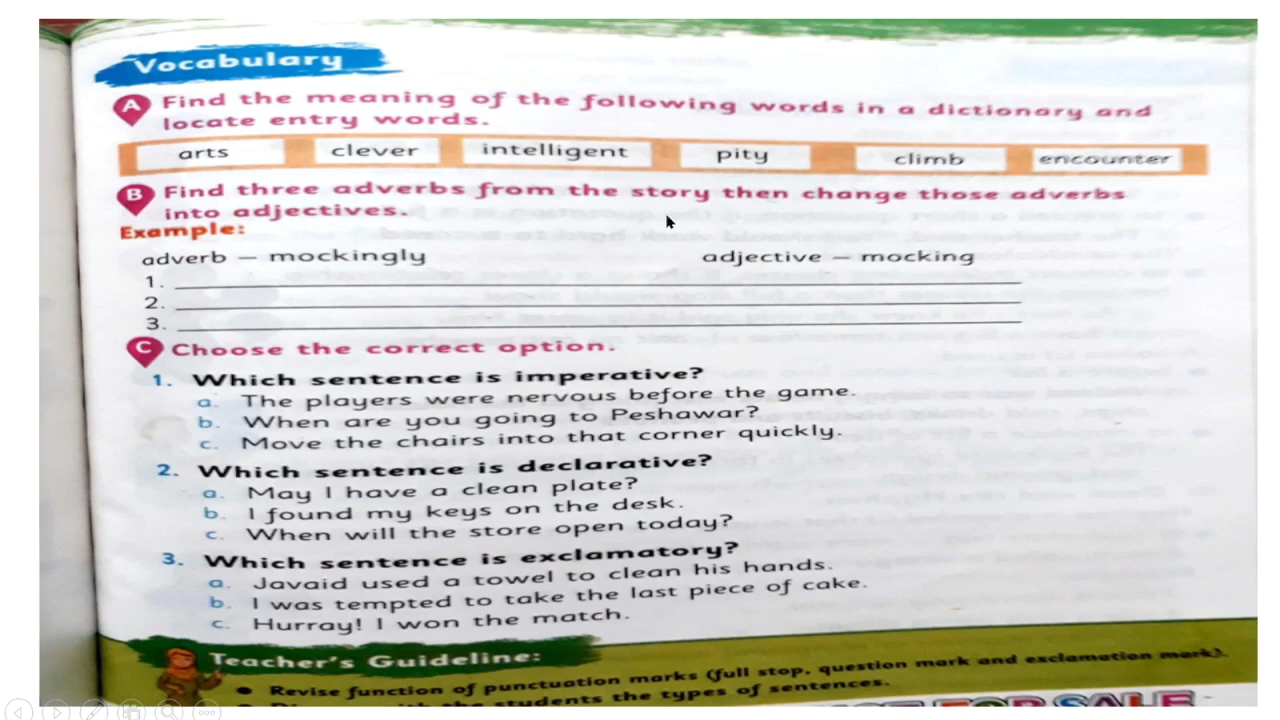 Vocabulary
A Find the meaning of the following words in a dictionary and
locate entry words.
arts clever intelligent pity climb encounter
B Find three adverbs from the story then change those adverbs
into adjectives.
Example:
adverb – mockingly adjective – mocking
1.
2.
3.
C Choose the correct option.
1. Which sentence is imperative?
a. The players were nervous before the game.
b. When are you going to Peshawar?
c. Move the chairs into that corner quickly.
2. Which sentence is declarative?
a. May I have a clean plate?
b. I found my keys on the desk.
c. When will the store open today?
3. Which sentence is exclamatory?
a. Javaid used a towel to clean his hands.
b. I was tempted to take the last piece of cake.
c. Hurray! I won the match.
Teacher's Guideline:
• Revise function of punctuation marks (full stop, question mark and exclamation mark).
the students the types of sentences.
FOR SALE